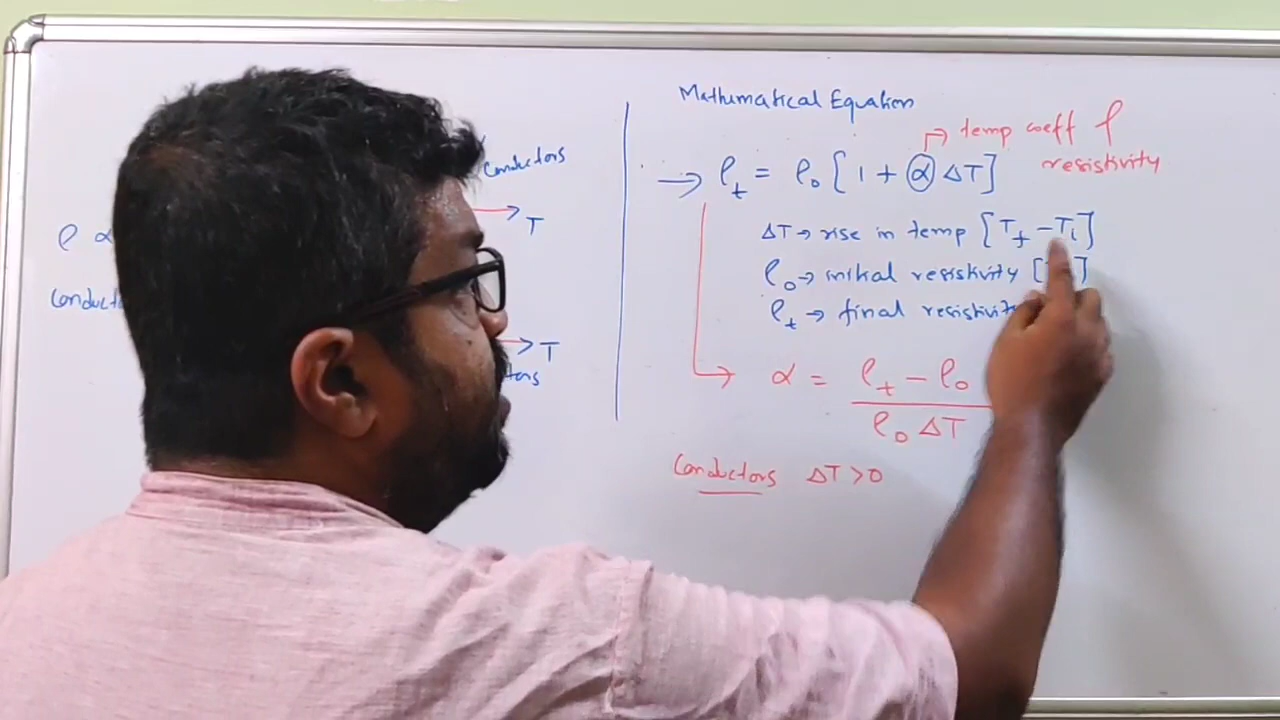 Conductors
T
ρ α
T
Mathematical Equation
temp coeff of
resistivity
→ ρt = ρ0 [1 + α ΔT]
ΔT → rise in temp [Tf - Ti]
ρ0 → initial resistivity [
ρt → final resistivity
α = ρt - ρ0 / ρ0 ΔT
Conductors ΔT > 0